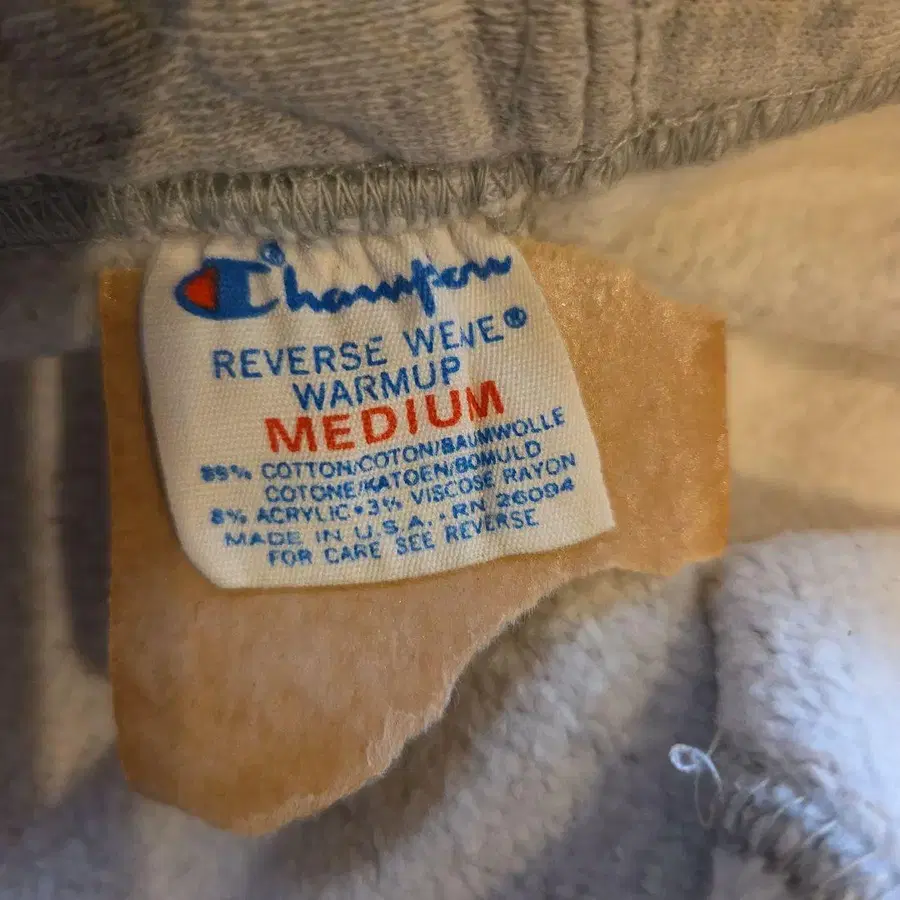 Champion®
REVERSE WEAVE®
WARMUP
MEDIUM
89% COTTON/COTON/BAUMWOLLE
COTONE/KATOEN/BOMULD
8% ACRYLIC•3% VISCOSE RAYON
MADE IN U.S.A. • RN 26094
FOR CARE SEE REVERSE